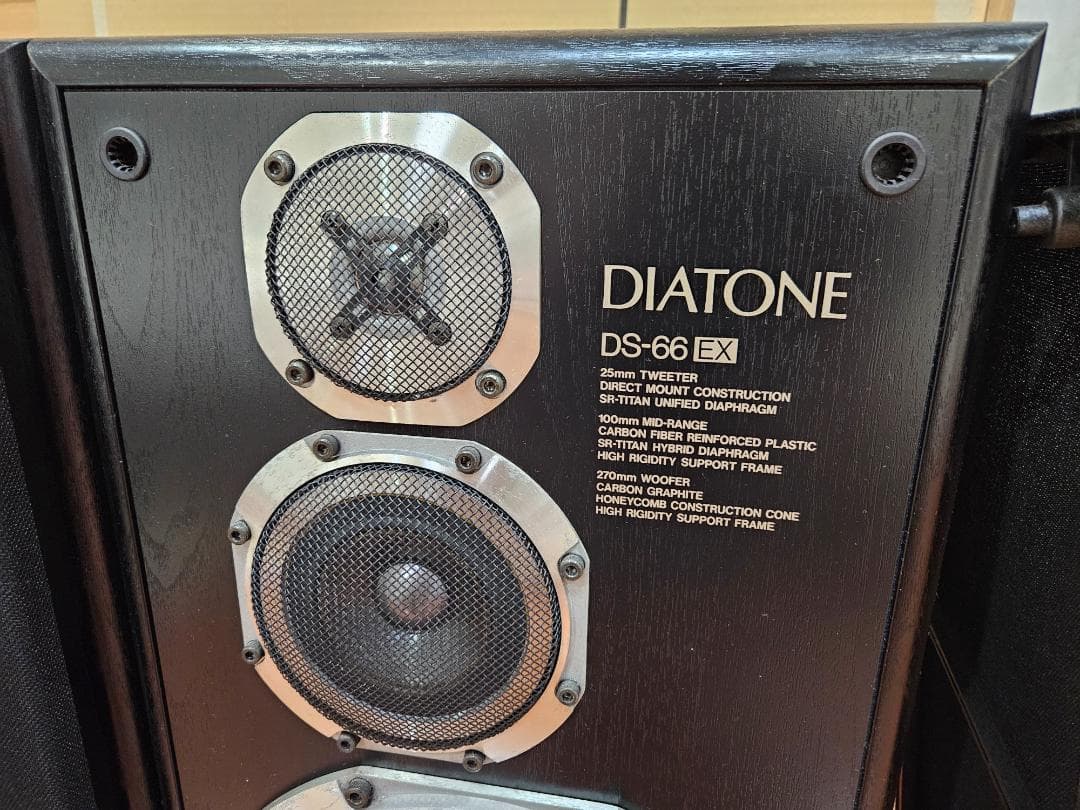 DIATONE
DS-66 EX
25mm TWEETER
DIRECT MOUNT CONSTRUCTION
SR-TITAN UNIFIED DIAPHRAGM
100mm MID-RANGE
CARBON FIBER REINFORCED PLASTIC
SR-TITAN HYBRID DIAPHRAGM
HIGH RIGIDITY SUPPORT FRAME
270mm WOOFER
CARBON GRAPHITE
HONEYCOMB CONSTRUCTION CONE
HIGH RIGIDITY SUPPORT FRAME